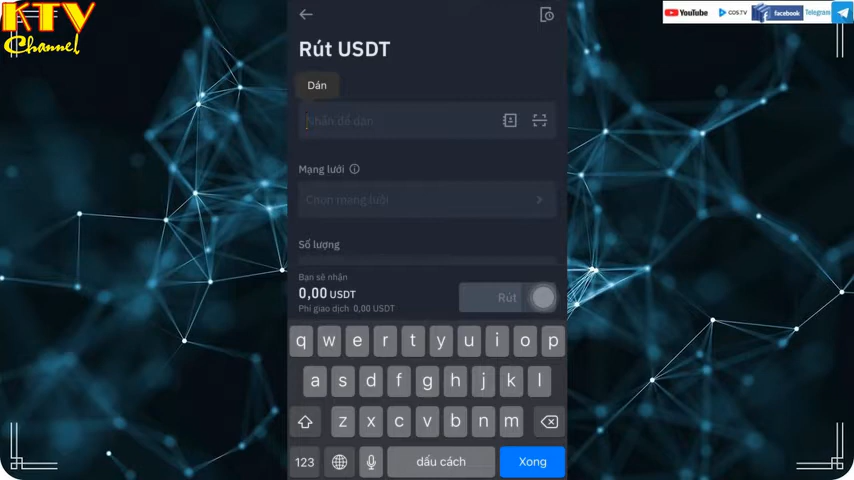 KTV
Channel
YouTube
COS.TV
facebook
Telegram
Rút USDT
Dán
Nhấn để dán
Mạng lưới
Chọn mạng lưới
Số lượng
Bạn sẽ nhận
0,00 USDT
Phí giao dịch 0,00 USDT
Rút
q w e r t y u i o p
a s d f g h j k l
z x c v b n m
123
dấu cách
Xong